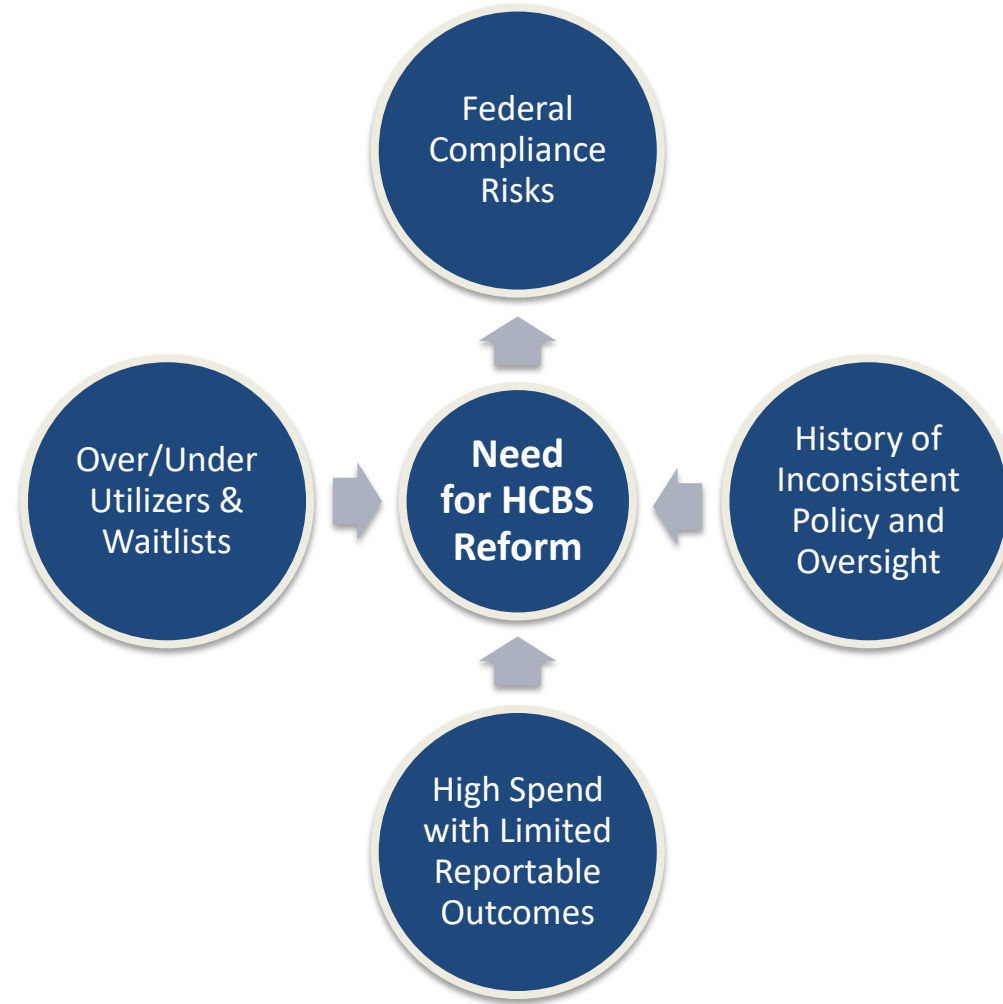 Federal
Compliance
Risks
Over/Under
Utilizers &
Waitlists
Need
for HCBS
Reform
History of
Inconsistent
Policy and
Oversight
High Spend
with Limited
Reportable
Outcomes